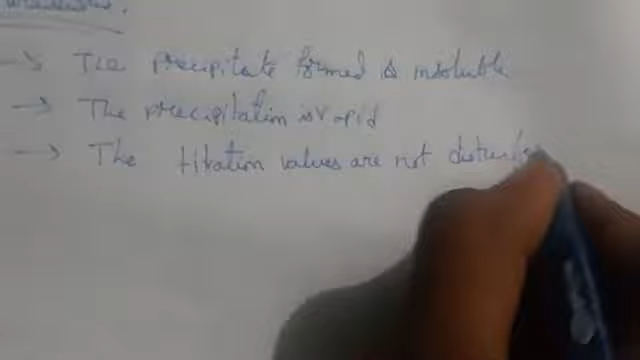 → The precipitate formed is insoluble
→ The precipitation is rapid
→ The titration values are not